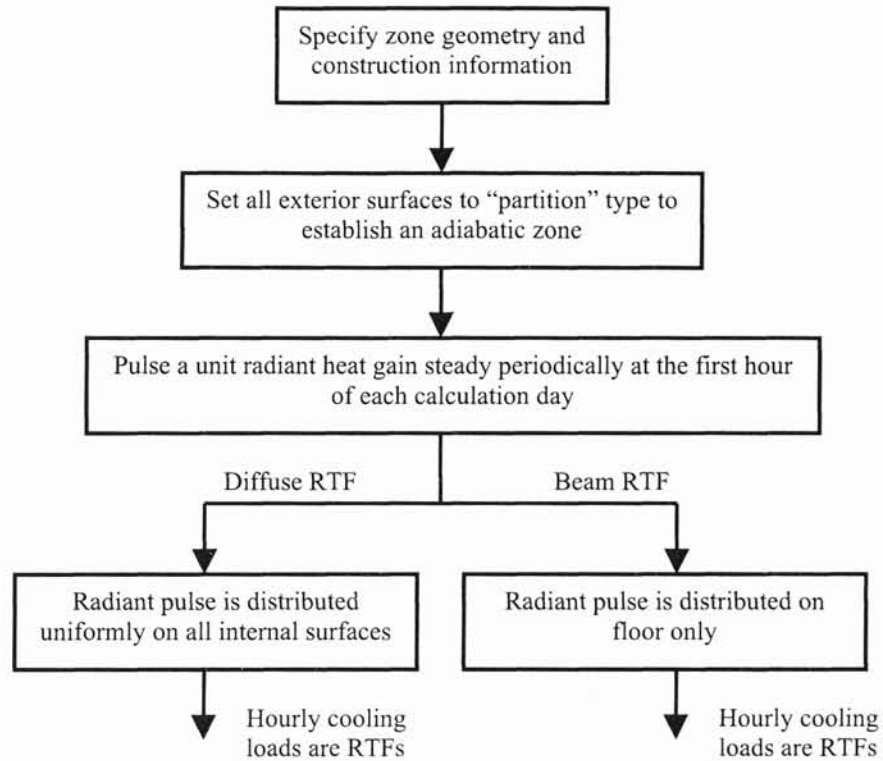 Specify zone geometry and
construction information
Set all exterior surfaces to “partition” type to
establish an adiabatic zone
Pulse a unit radiant heat gain steady periodically at the first hour
of each calculation day
Diffuse RTF
Beam RTF
Radiant pulse is distributed
uniformly on all internal surfaces
Radiant pulse is distributed on
floor only
Hourly cooling
loads are RTFs
Hourly cooling
loads are RTFs